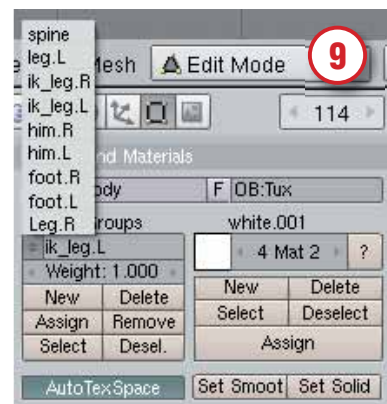 spine
leg.L
ik_leg.R
ik_leg.L
him.R
him.L
foot.R
foot.L
Leg.R
Mesh
Edit Mode
9
114
nd Materials
ody
F OB:Tux
roups
white.001
ik_leg.L
4 Mat 2
?
Weight: 1.000
New Delete
Assign Remove
Select Desel.
New Delete
Select Deselect
Assign
AutoTexSpace
Set Smoot Set Solid